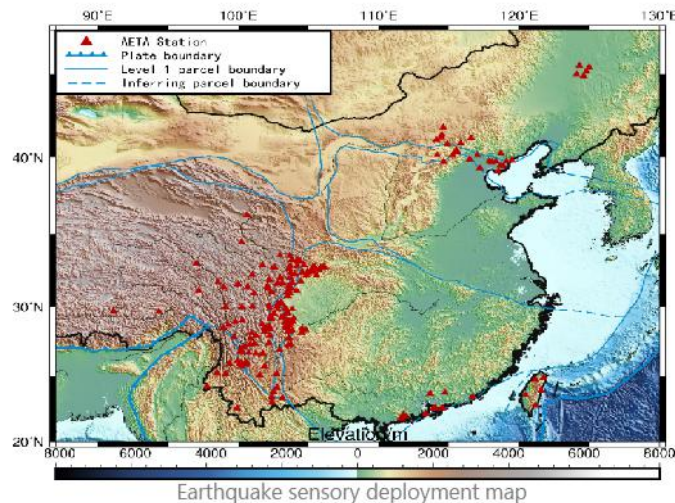 90°E 100°E 110°E 120°E 130°E
AETA Station
Plate boundary
Level 1 parcel boundary
Inferring parcel boundary
40°N
30°N
20°N
Elevation/m
8000 6000 4000 2000 0 2000 4000 6000 8000
Earthquake sensory deployment map